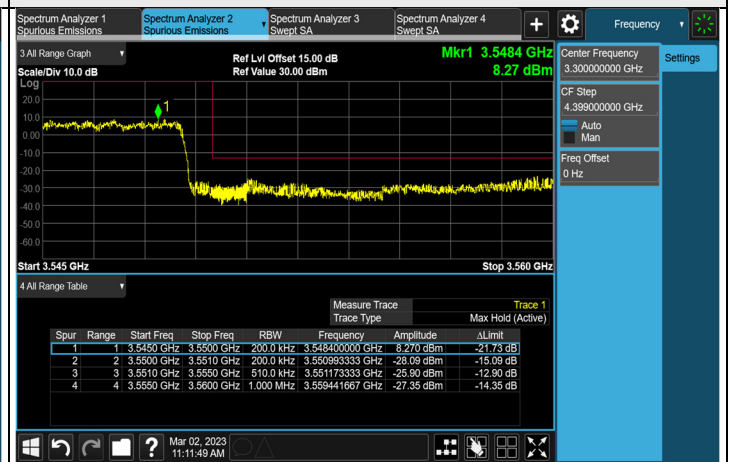 Spectrum Analyzer 1
Spurious Emissions
Spectrum Analyzer 2
Spurious Emissions
Spectrum Analyzer 3
Swept SA
Spectrum Analyzer 4
Swept SA
+
Frequency
3 All Range Graph
Scale/Div 10.0 dB
Ref Lvl Offset 15.00 dB
Ref Value 30.00 dBm
Mkr1 3.5484 GHz
8.27 dBm
Log
20.0
10.0
0.00
-10.0
-20.0
-30.0
-40.0
-50.0
-60.0
1
Start 3.545 GHz
Stop 3.560 GHz
Center Frequency
3.300000000 GHz
Settings
CF Step
4.399000000 GHz
Auto
Man
Freq Offset
0 Hz
4 All Range Table
Measure Trace Trace 1
Trace Type Max Hold (Active)
Spur Range Start Freq Stop Freq RBW Frequency Amplitude ΔLimit
1 1 3.5450 GHz 3.5500 GHz 200.0 kHz 3.548400000 GHz 8.270 dBm -21.73 dB
2 2 3.5500 GHz 3.5510 GHz 200.0 kHz 3.550993333 GHz -28.09 dBm -15.09 dB
3 3 3.5510 GHz 3.5550 GHz 510.0 kHz 3.551173333 GHz -25.90 dBm -12.90 dB
4 4 3.5550 GHz 3.5600 GHz 1.000 MHz 3.559441667 GHz -27.35 dBm -14.35 dB
?
Mar 02, 2023
11:11:49 AM